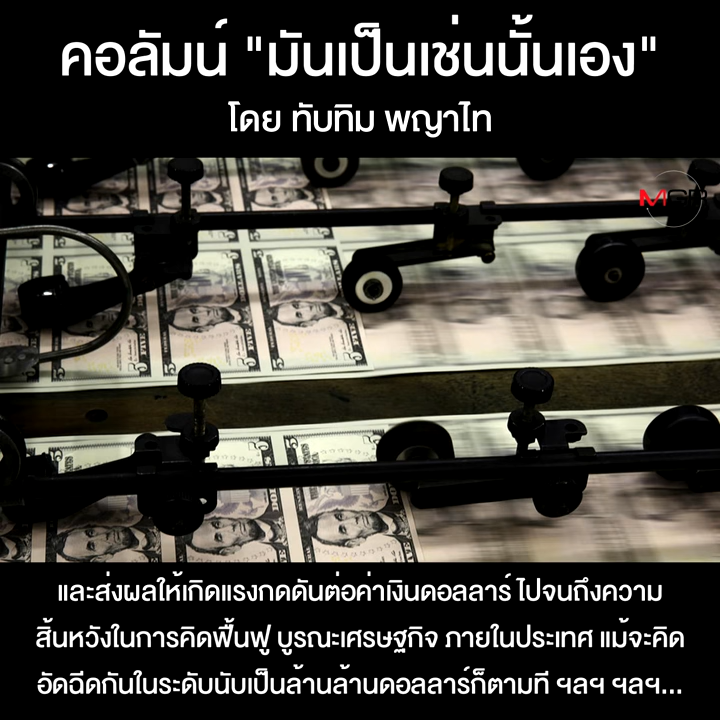 คอลัมน์ "มันเป็นเช่นนั้นเอง"
โดย ทับทิม พญาไท
MGR
และส่งผลให้เกิดแรงกดดันต่อค่าเงินดอลลาร์ ไปจนถึงความ
สิ้นหวังในการคิดฟื้นฟู บูรณะเศรษฐกิจ ภายในประเทศ แม้จะคิด
อัดฉีดกันในระดับนับเป็นล้านล้านดอลลาร์ก็ตามที ฯลฯ ฯลฯ...